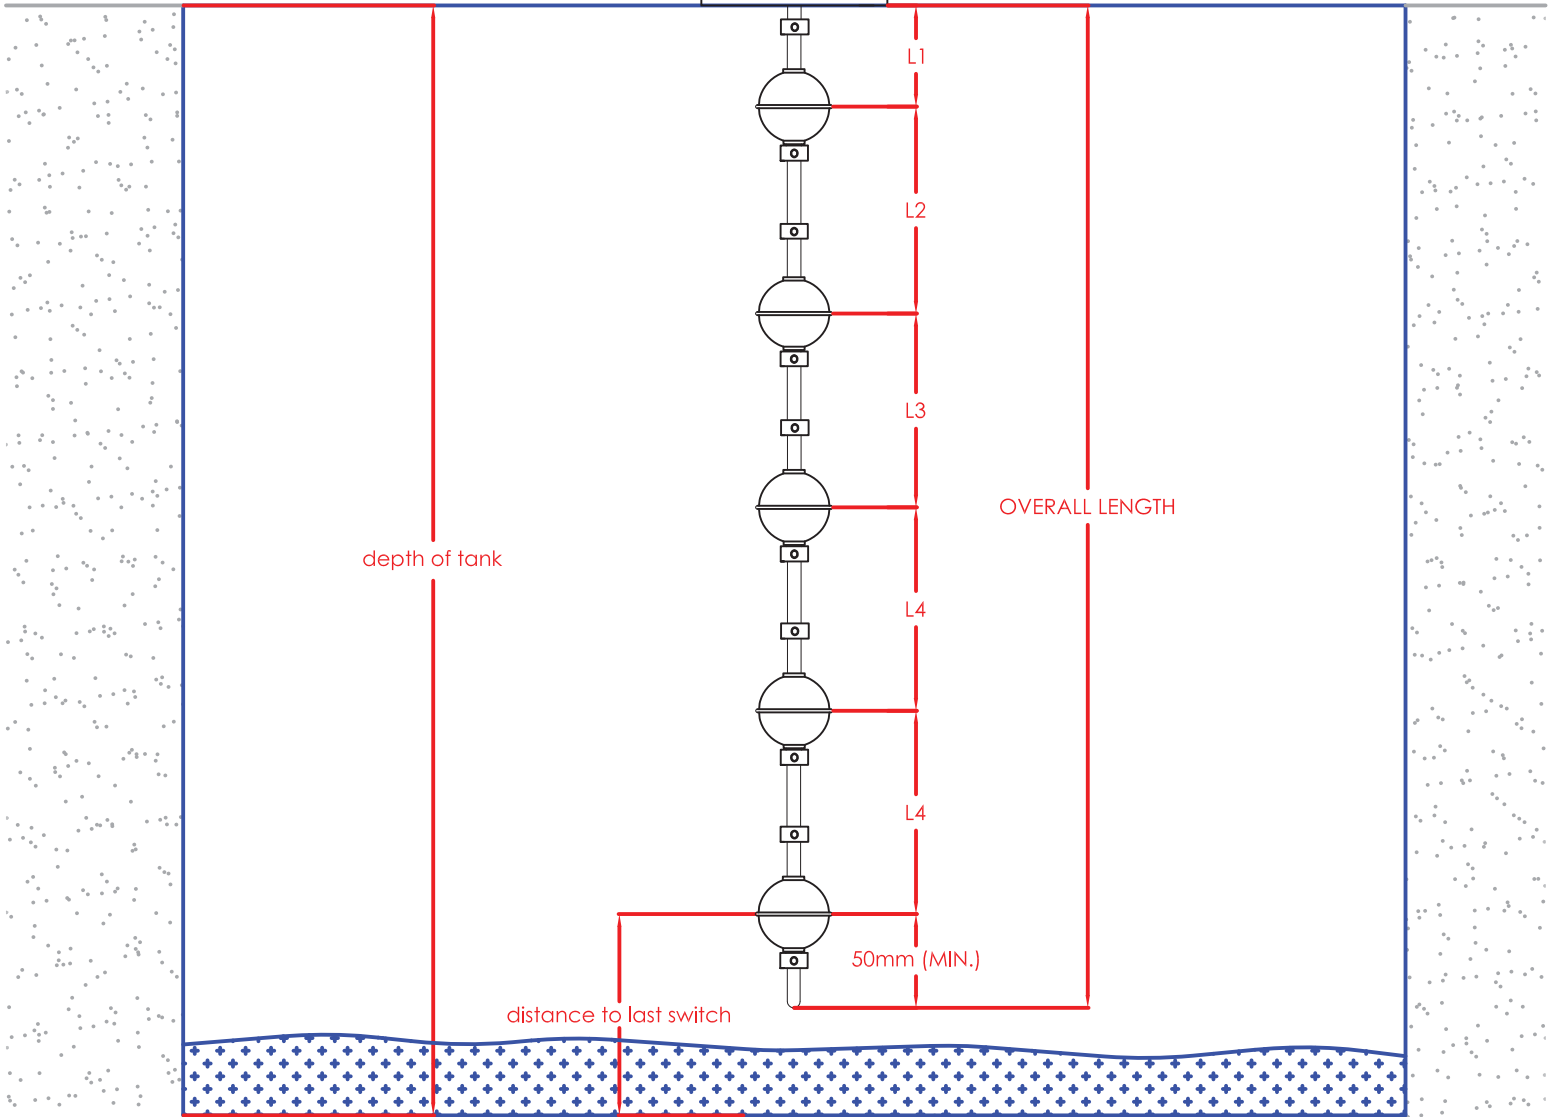 L1
L2
L3
OVERALL LENGTH
depth of tank
L4
L4
50mm (MIN.)
distance to last switch